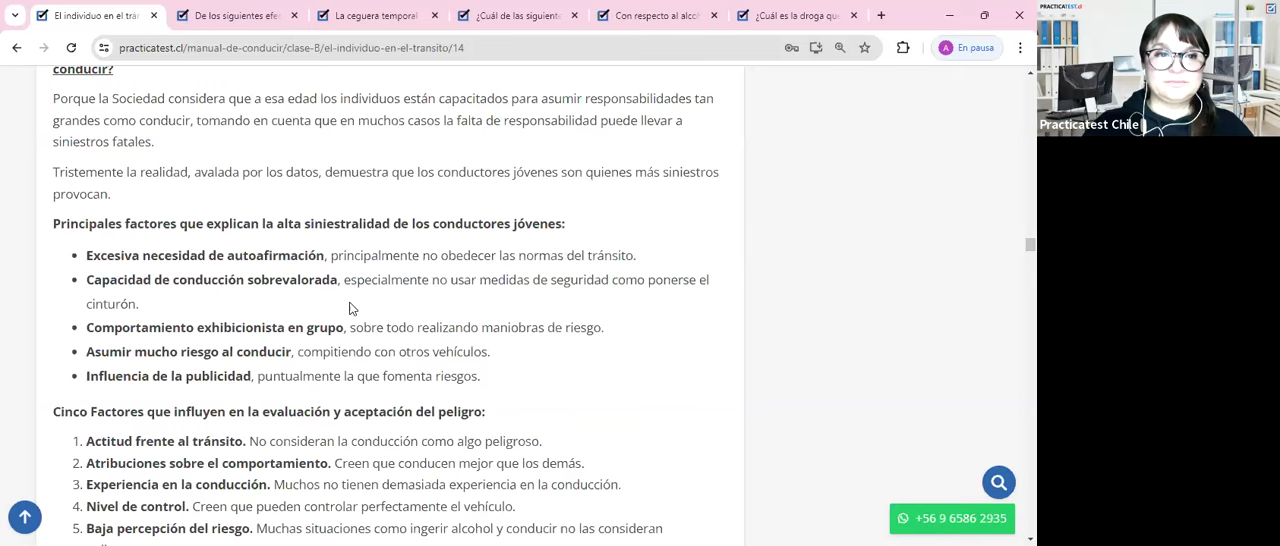 El individuo en el trán
De los siguientes efe
La ceguera temporal
¿Cuál de las siguiente
Con respecto al alcoh
¿Cuál es la droga que
practicatest.cl/manual-de-conducir/clase-B/el-individuo-en-el-transito/14
A En pausa
PRACTICATEST.cl
Practicatest Chile
conducir?
Porque la Sociedad considera que a esa edad los individuos están capacitados para asumir responsabilidades tan
grandes como conducir, tomando en cuenta que en muchos casos la falta de responsabilidad puede llevar a
siniestros fatales.
Tristemente la realidad, avalada por los datos, demuestra que los conductores jóvenes son quienes más siniestros
provocan.
Principales factores que explican la alta siniestralidad de los conductores jóvenes:
Excesiva necesidad de autoafirmación, principalmente no obedecer las normas del tránsito.
Capacidad de conducción sobrevalorada, especialmente no usar medidas de seguridad como ponerse el
cinturón.
Comportamiento exhibicionista en grupo, sobre todo realizando maniobras de riesgo.
Asumir mucho riesgo al conducir, compitiendo con otros vehículos.
Influencia de la publicidad, puntualmente la que fomenta riesgos.
Cinco Factores que influyen en la evaluación y aceptación del peligro:
1. Actitud frente al tránsito. No consideran la conducción como algo peligroso.
2. Atribuciones sobre el comportamiento. Creen que conducen mejor que los demás.
3. Experiencia en la conducción. Muchos no tienen demasiada experiencia en la conducción.
4. Nivel de control. Creen que pueden controlar perfectamente el vehículo.
5. Baja percepción del riesgo. Situaciones como ingerir alcohol y conducir no las consideran
+56 9 6586 2935